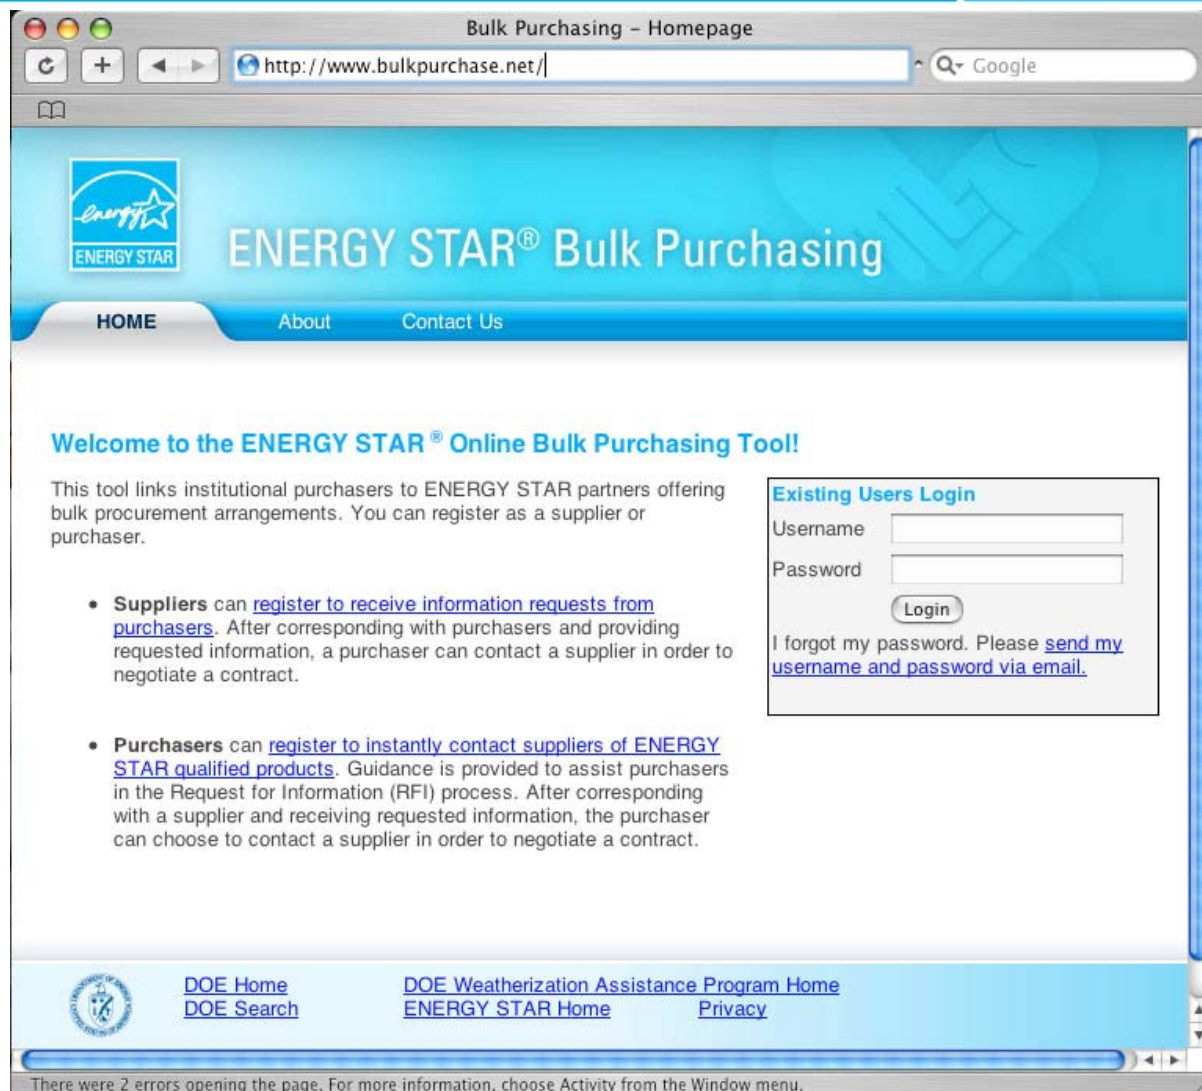 Bulk Purchasing – Homepage
http://www.bulkpurchase.net/
Google
energy
ENERGY STAR
ENERGY STAR® Bulk Purchasing
HOME About Contact Us
Welcome to the ENERGY STAR ® Online Bulk Purchasing Tool!
This tool links institutional purchasers to ENERGY STAR partners offering
bulk procurement arrangements. You can register as a supplier or
purchaser.
• Suppliers can register to receive information requests from
purchasers. After corresponding with purchasers and providing
requested information, a purchaser can contact a supplier in order to
negotiate a contract.
• Purchasers can register to instantly contact suppliers of ENERGY
STAR qualified products. Guidance is provided to assist purchasers
in the Request for Information (RFI) process. After corresponding
with a supplier and receiving requested information, the purchaser
can choose to contact a supplier in order to negotiate a contract.
Existing Users Login
Username
Password
Login
I forgot my password. Please send my
username and password via email.
DOE Home DOE Weatherization Assistance Program Home
DOE Search ENERGY STAR Home Privacy
There were 2 errors opening the page. For more information, choose Activity from the Window menu.